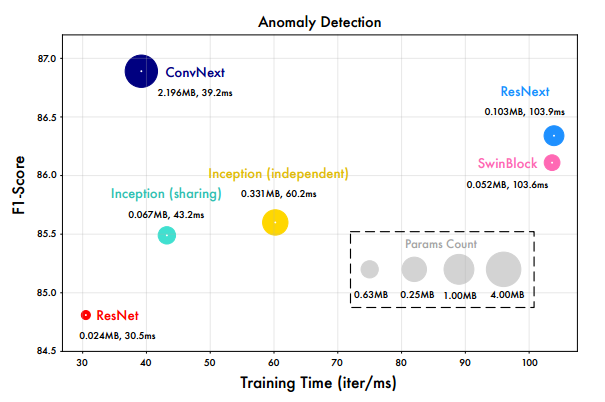 Anomaly Detection
F1-Score
87.0
86.5
86.0
85.5
85.0
84.5
ConvNext
2.196MB, 39.2ms
ResNext
0.103MB, 103.9ms
SwinBlock
0.052MB, 103.6ms
Inception (independent)
0.331MB, 60.2ms
Inception (sharing)
0.067MB, 43.2ms
Params Count
0.63MB 0.25MB 1.00MB 4.00MB
ResNet
0.024MB, 30.5ms
30 40 50 60 70 80 90 100
Training Time (iter/ms)